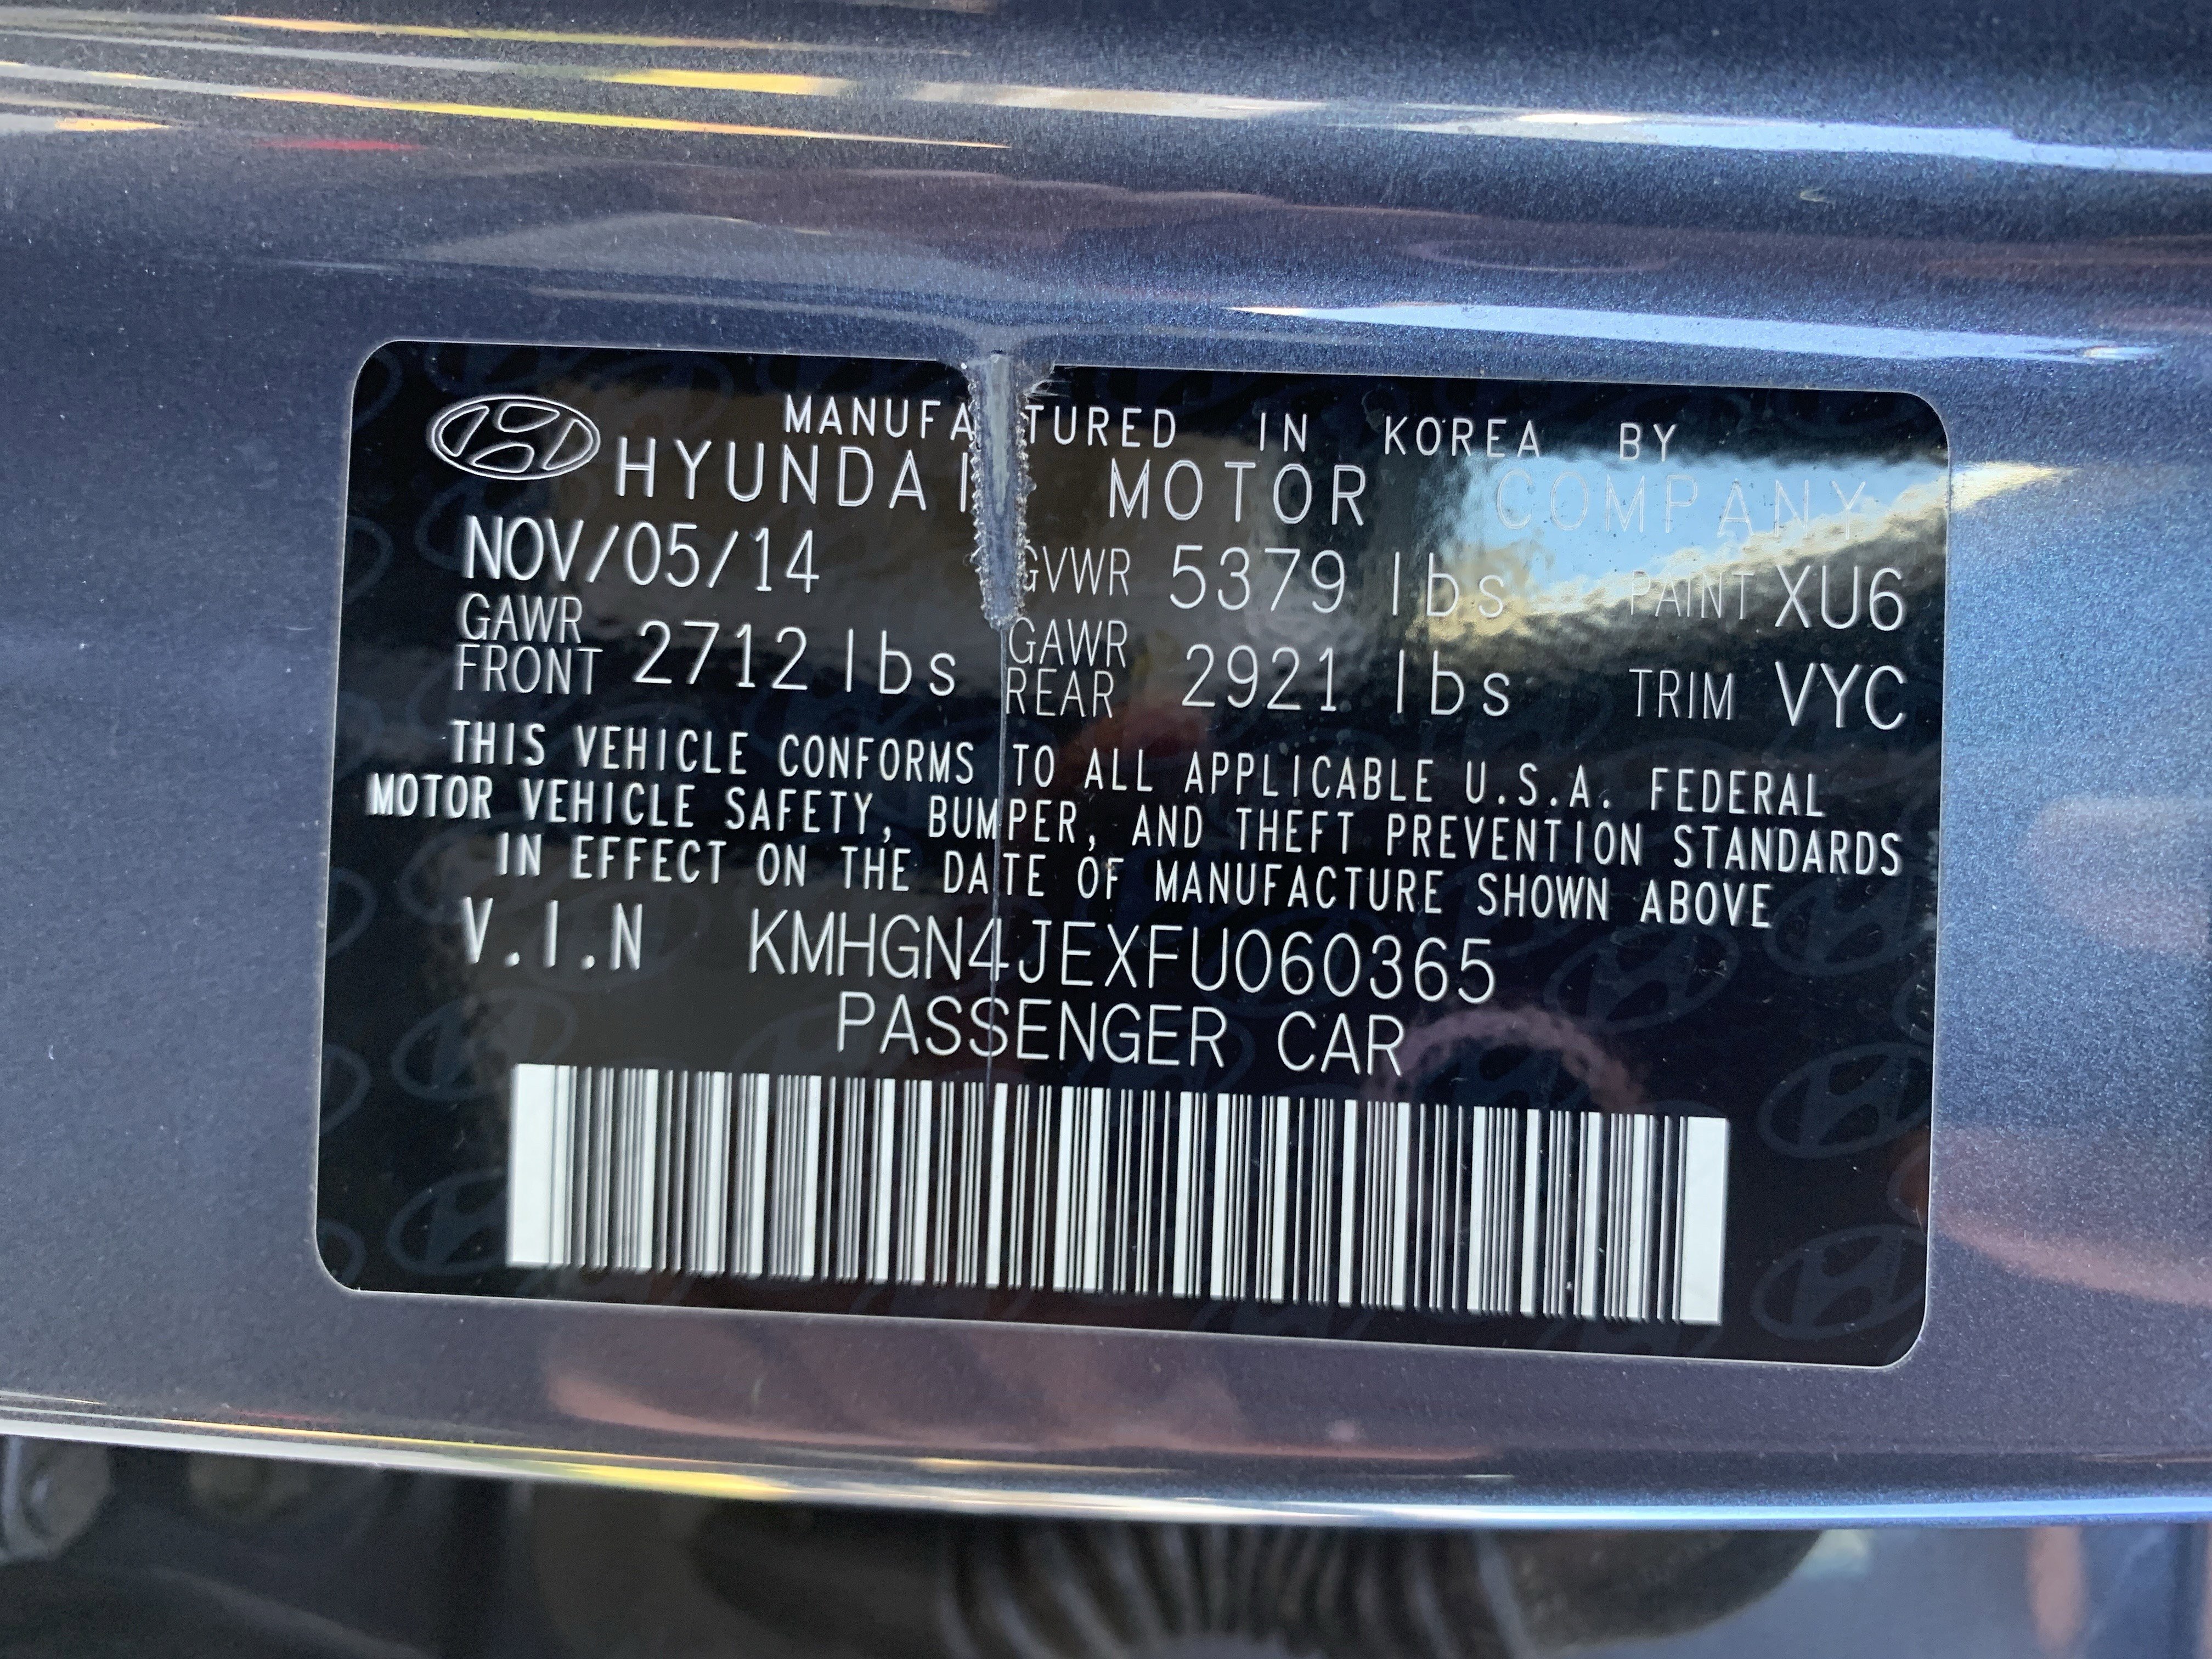 MANUFACTURED IN KOREA BY
HYUNDAI MOTOR COMPANY
NOV/05/14 GVWR 5379 lbs PAINT XU6
GAWR FRONT 2712 lbs GAWR REAR 2921 lbs TRIM VYC
THIS VEHICLE CONFORMS TO ALL APPLICABLE U.S.A. FEDERAL
MOTOR VEHICLE SAFETY, BUMPER, AND THEFT PREVENTION STANDARDS
IN EFFECT ON THE DATE OF MANUFACTURE SHOWN ABOVE
V.I.N KMHGN4JEXFU060365
PASSENGER CAR